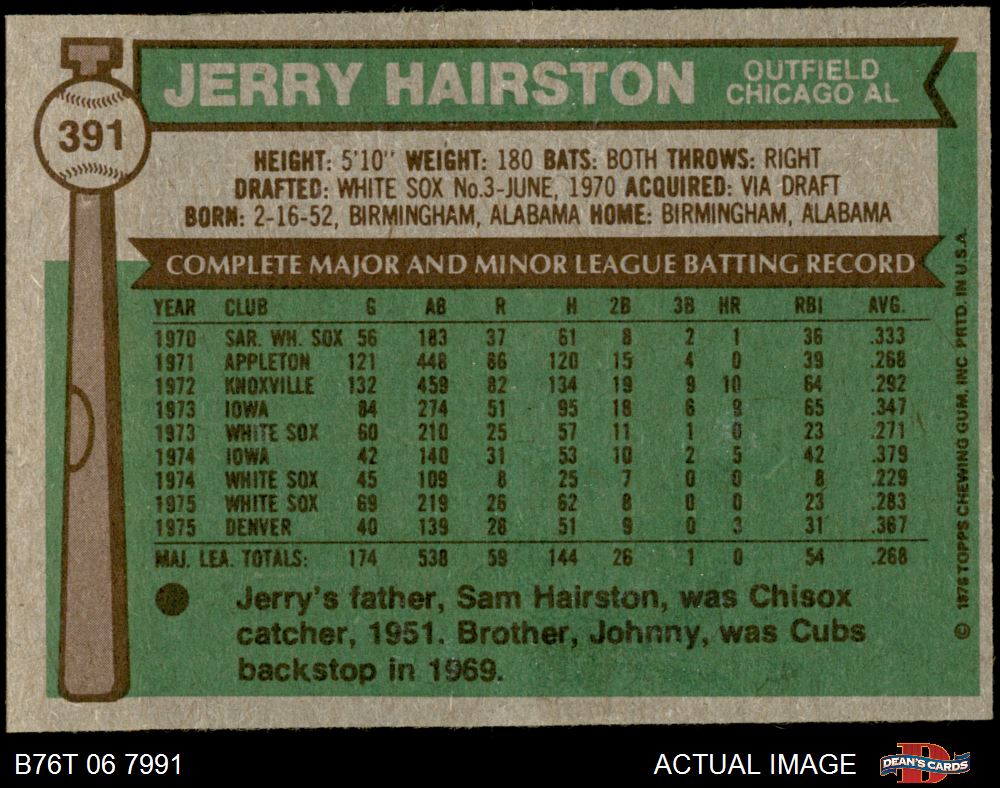 JERRY HAIRSTON
OUTFIELD
CHICAGO AL
391
HEIGHT: 5'10" WEIGHT: 180 BATS: BOTH THROWS: RIGHT
DRAFTED: WHITE SOX No.3-JUNE, 1970 ACQUIRED: VIA DRAFT
BORN: 2-16-52, BIRMINGHAM, ALABAMA HOME: BIRMINGHAM, ALABAMA
COMPLETE MAJOR AND MINOR LEAGUE BATTING RECORD
YEAR CLUB G AB R H 2B 3B HR RBI AVG.
1970 SAR. WH. SOX 56 183 37 61 8 2 1 36 .333
1971 APPLETON 121 448 86 120 15 4 0 39 .268
1972 KNOXVILLE 132 459 82 134 19 9 10 64 .292
1973 IOWA 84 274 51 95 18 6 9 65 .347
1973 WHITE SOX 60 210 25 57 11 1 0 23 .271
1974 IOWA 42 140 31 53 10 2 5 42 .379
1974 WHITE SOX 45 109 8 25 7 0 0 8 .229
1975 WHITE SOX 69 219 26 62 8 0 0 23 .283
1975 DENVER 40 139 28 51 9 0 3 31 .367
MAJ. LEA. TOTALS: 174 538 59 144 26 1 0 54 .268
Jerry's father, Sam Hairston, was Chisox
catcher, 1951. Brother, Johnny, was Cubs
backstop in 1969.
© 1976 TOPPS CHEWING GUM, INC PRTD. IN U.S.A.
B76T 06 7991
ACTUAL IMAGE
DEAN'S CARDS